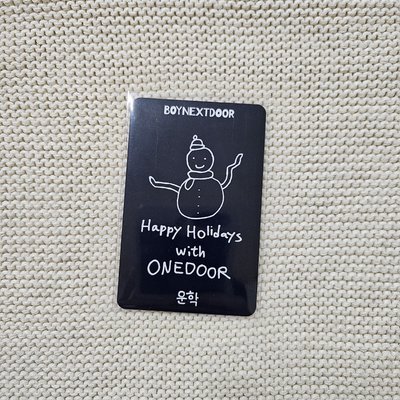 BOYNEXTDOOR
Happy Holidays
with
ONEDOOR
운학